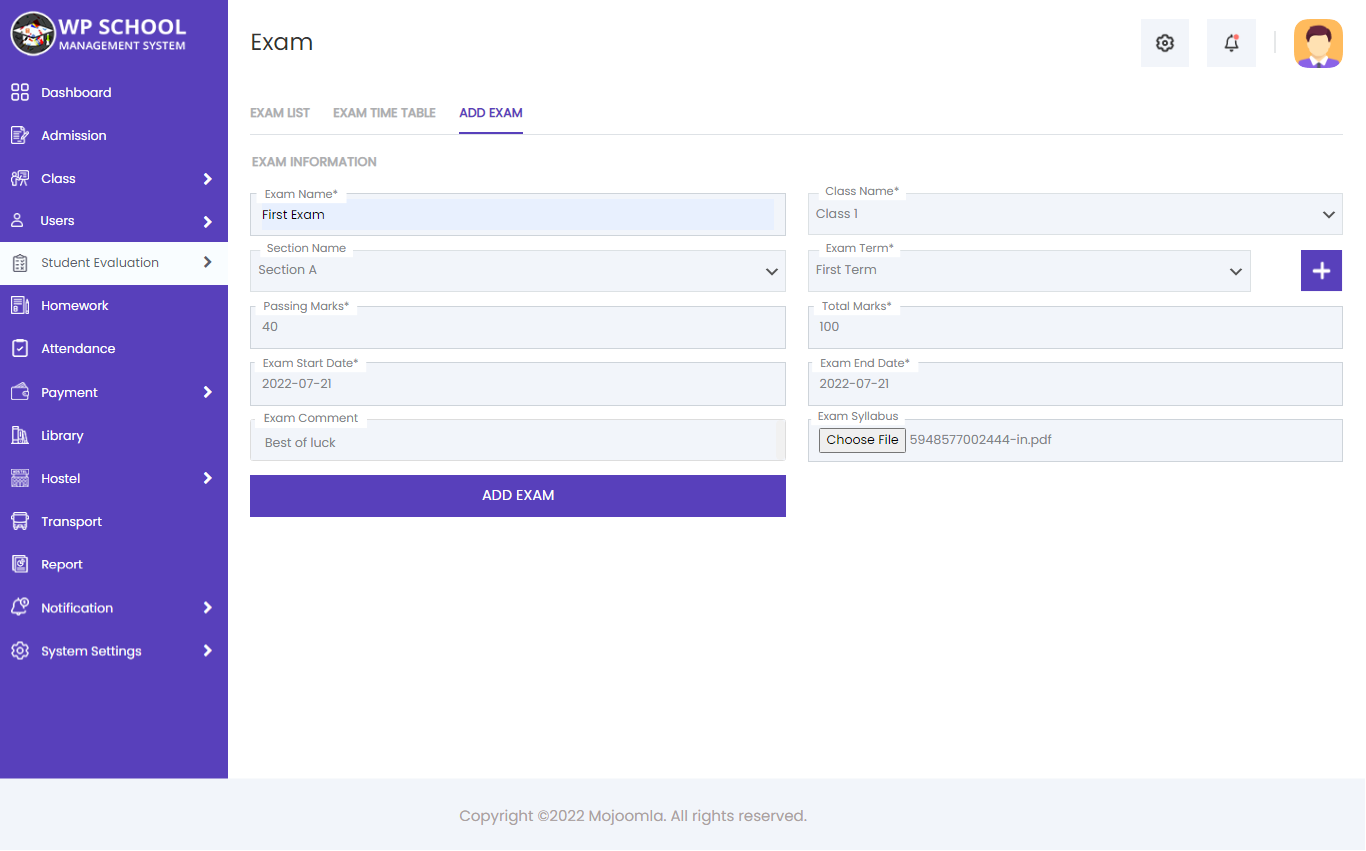 WP SCHOOL
MANAGEMENT SYSTEM
Dashboard
Admission
Class
Users
Student Evaluation
Homework
Attendance
Payment
Library
Hostel
Transport
Report
Notification
System Settings
Exam
EXAM LIST EXAM TIME TABLE ADD EXAM
EXAM INFORMATION
Exam Name* Class Name*
First Exam Class 1
Section Name Exam Term*
Section A First Term
Passing Marks* Total Marks*
40 100
Exam Start Date* Exam End Date*
2022-07-21 2022-07-21
Exam Comment Exam Syllabus
Best of luck Choose File 5948577002444-in.pdf
ADD EXAM
Copyright ©2022 Mojoomla. All rights reserved.